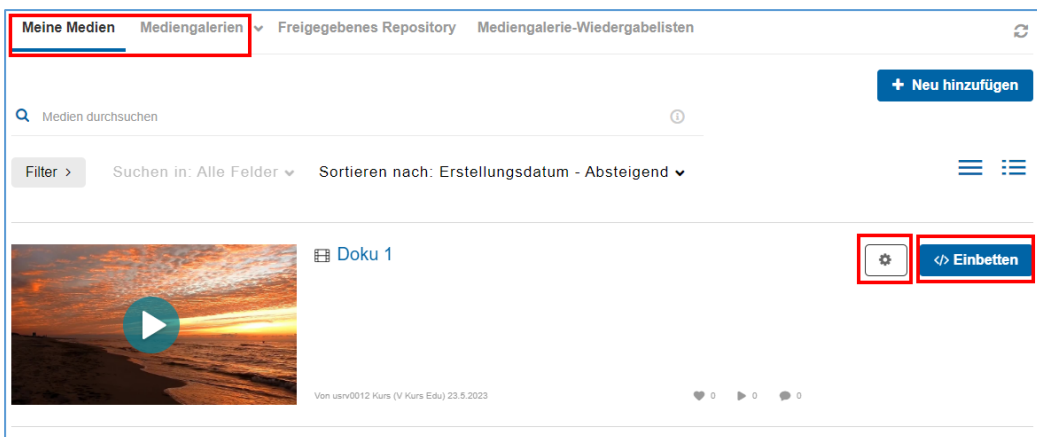 Meine Medien Mediengalerien Freigegebenes Repository Mediengalerie-Wiedergabelisten
+ Neu hinzufügen
Medien durchsuchen
Filter > Suchen in: Alle Felder Sortieren nach: Erstellungsdatum - Absteigend
Doku 1
</> Einbetten
Von usrv0012 Kurs (V Kurs Edu) 23.5.2023 0 0 0